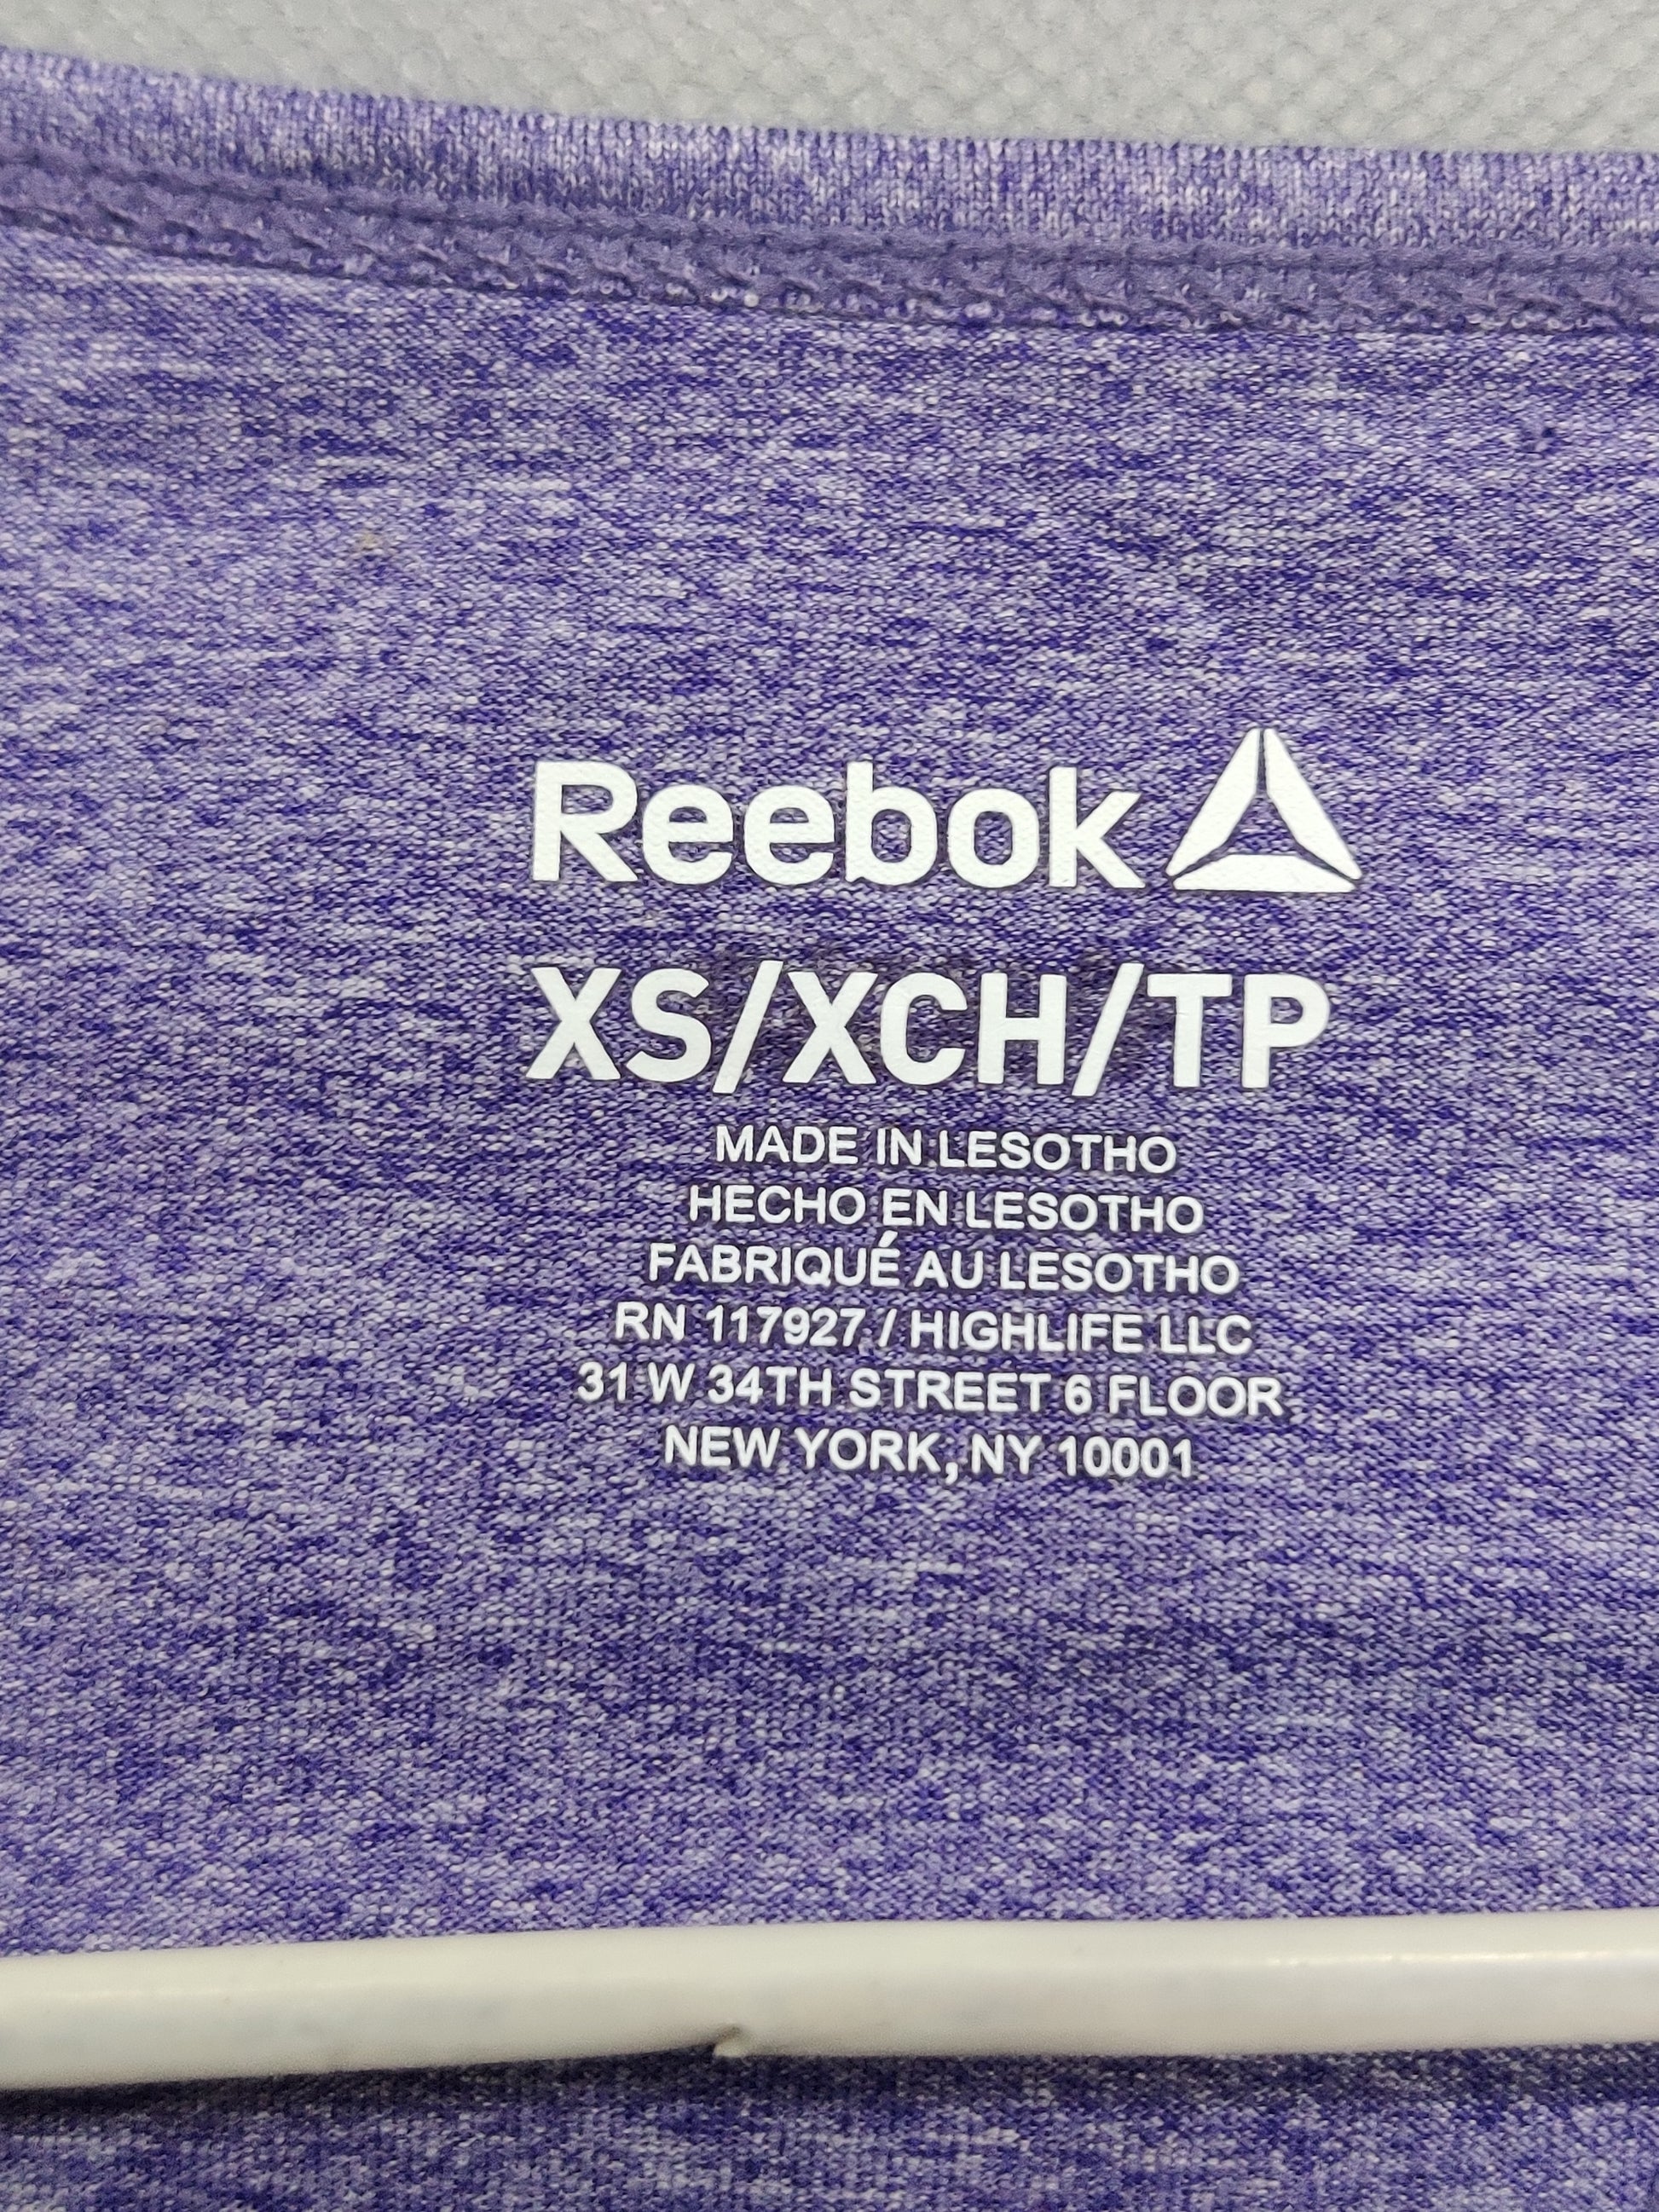 Reebok
XS/XCH/TP
MADE IN LESOTHO
HECHO EN LESOTHO
FABRIQUÉ AU LESOTHO
RN 117927 / HIGHLIFE LLC
31 W 34TH STREET 6 FLOOR
NEW YORK, NY 10001